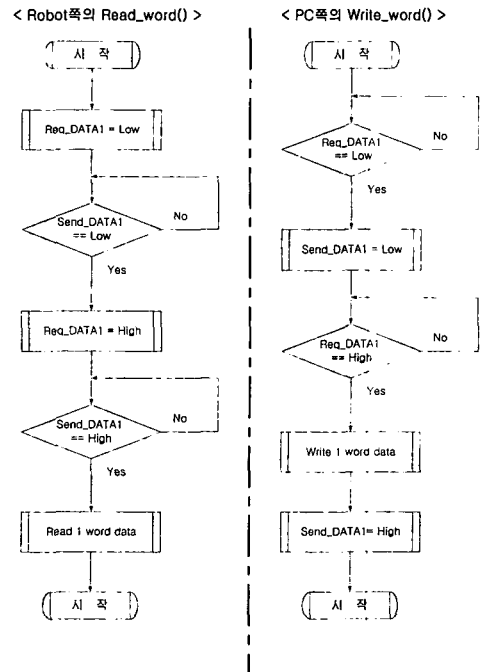 < Robot쪽의 Read_word() >
시 작
Req_DATA1 = Low
Send_DATA1
== Low
No
Yes
Req_DATA1 = High
Send_DATA1
== High
No
Yes
Read 1 word data
시 작
< PC쪽의 Write_word() >
시 작
Req_DATA1
== Low
No
Yes
Send_DATA1 = Low
Req_DATA1
== High
No
Yes
Write 1 word data
Send_DATA1= High
시 작